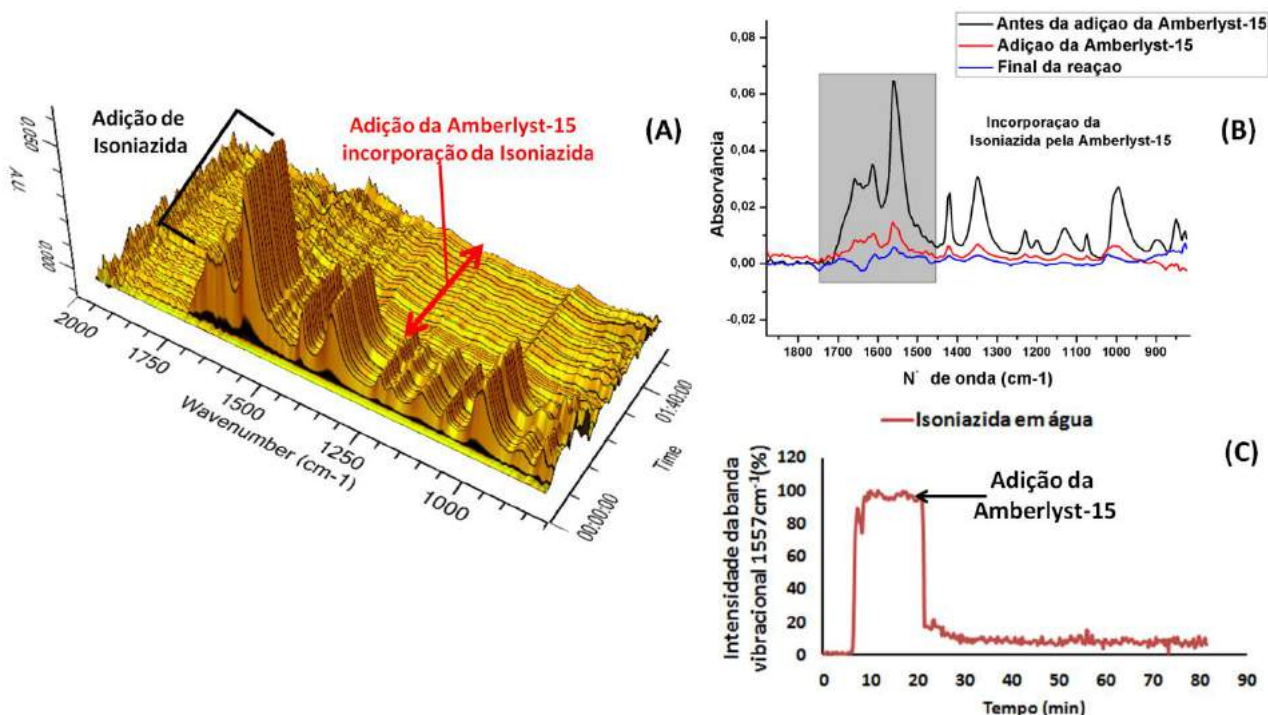 Adição de
Isoniazida
Adição da Amberlyst-15
incorporação da Isoniazida
(A)
0,050
A.U.
0,000
2000
1750
1500
1250
1000
Wavenumber (cm-1)
00:00:00
Time
01:40:00
Antes da adiçao da Amberlyst-15
Adiçao da Amberlyst-15
Final da reaçao
(B)
Incorporaçao da
Isoniazida pela Amberlyst-15
Absorvância
0,08
0,06
0,04
0,02
0,00
-0,02
1800 1700 1600 1500 1400 1300 1200 1100 1000 900
N° de onda (cm-1)
Isoniazida em água
(C)
Adição da
Amberlyst-15
Intensidade da banda
vibracional 1557cm⁻¹(%)
120
100
80
60
40
20
0
0 10 20 30 40 50 60 70 80 90
Tempo (min)